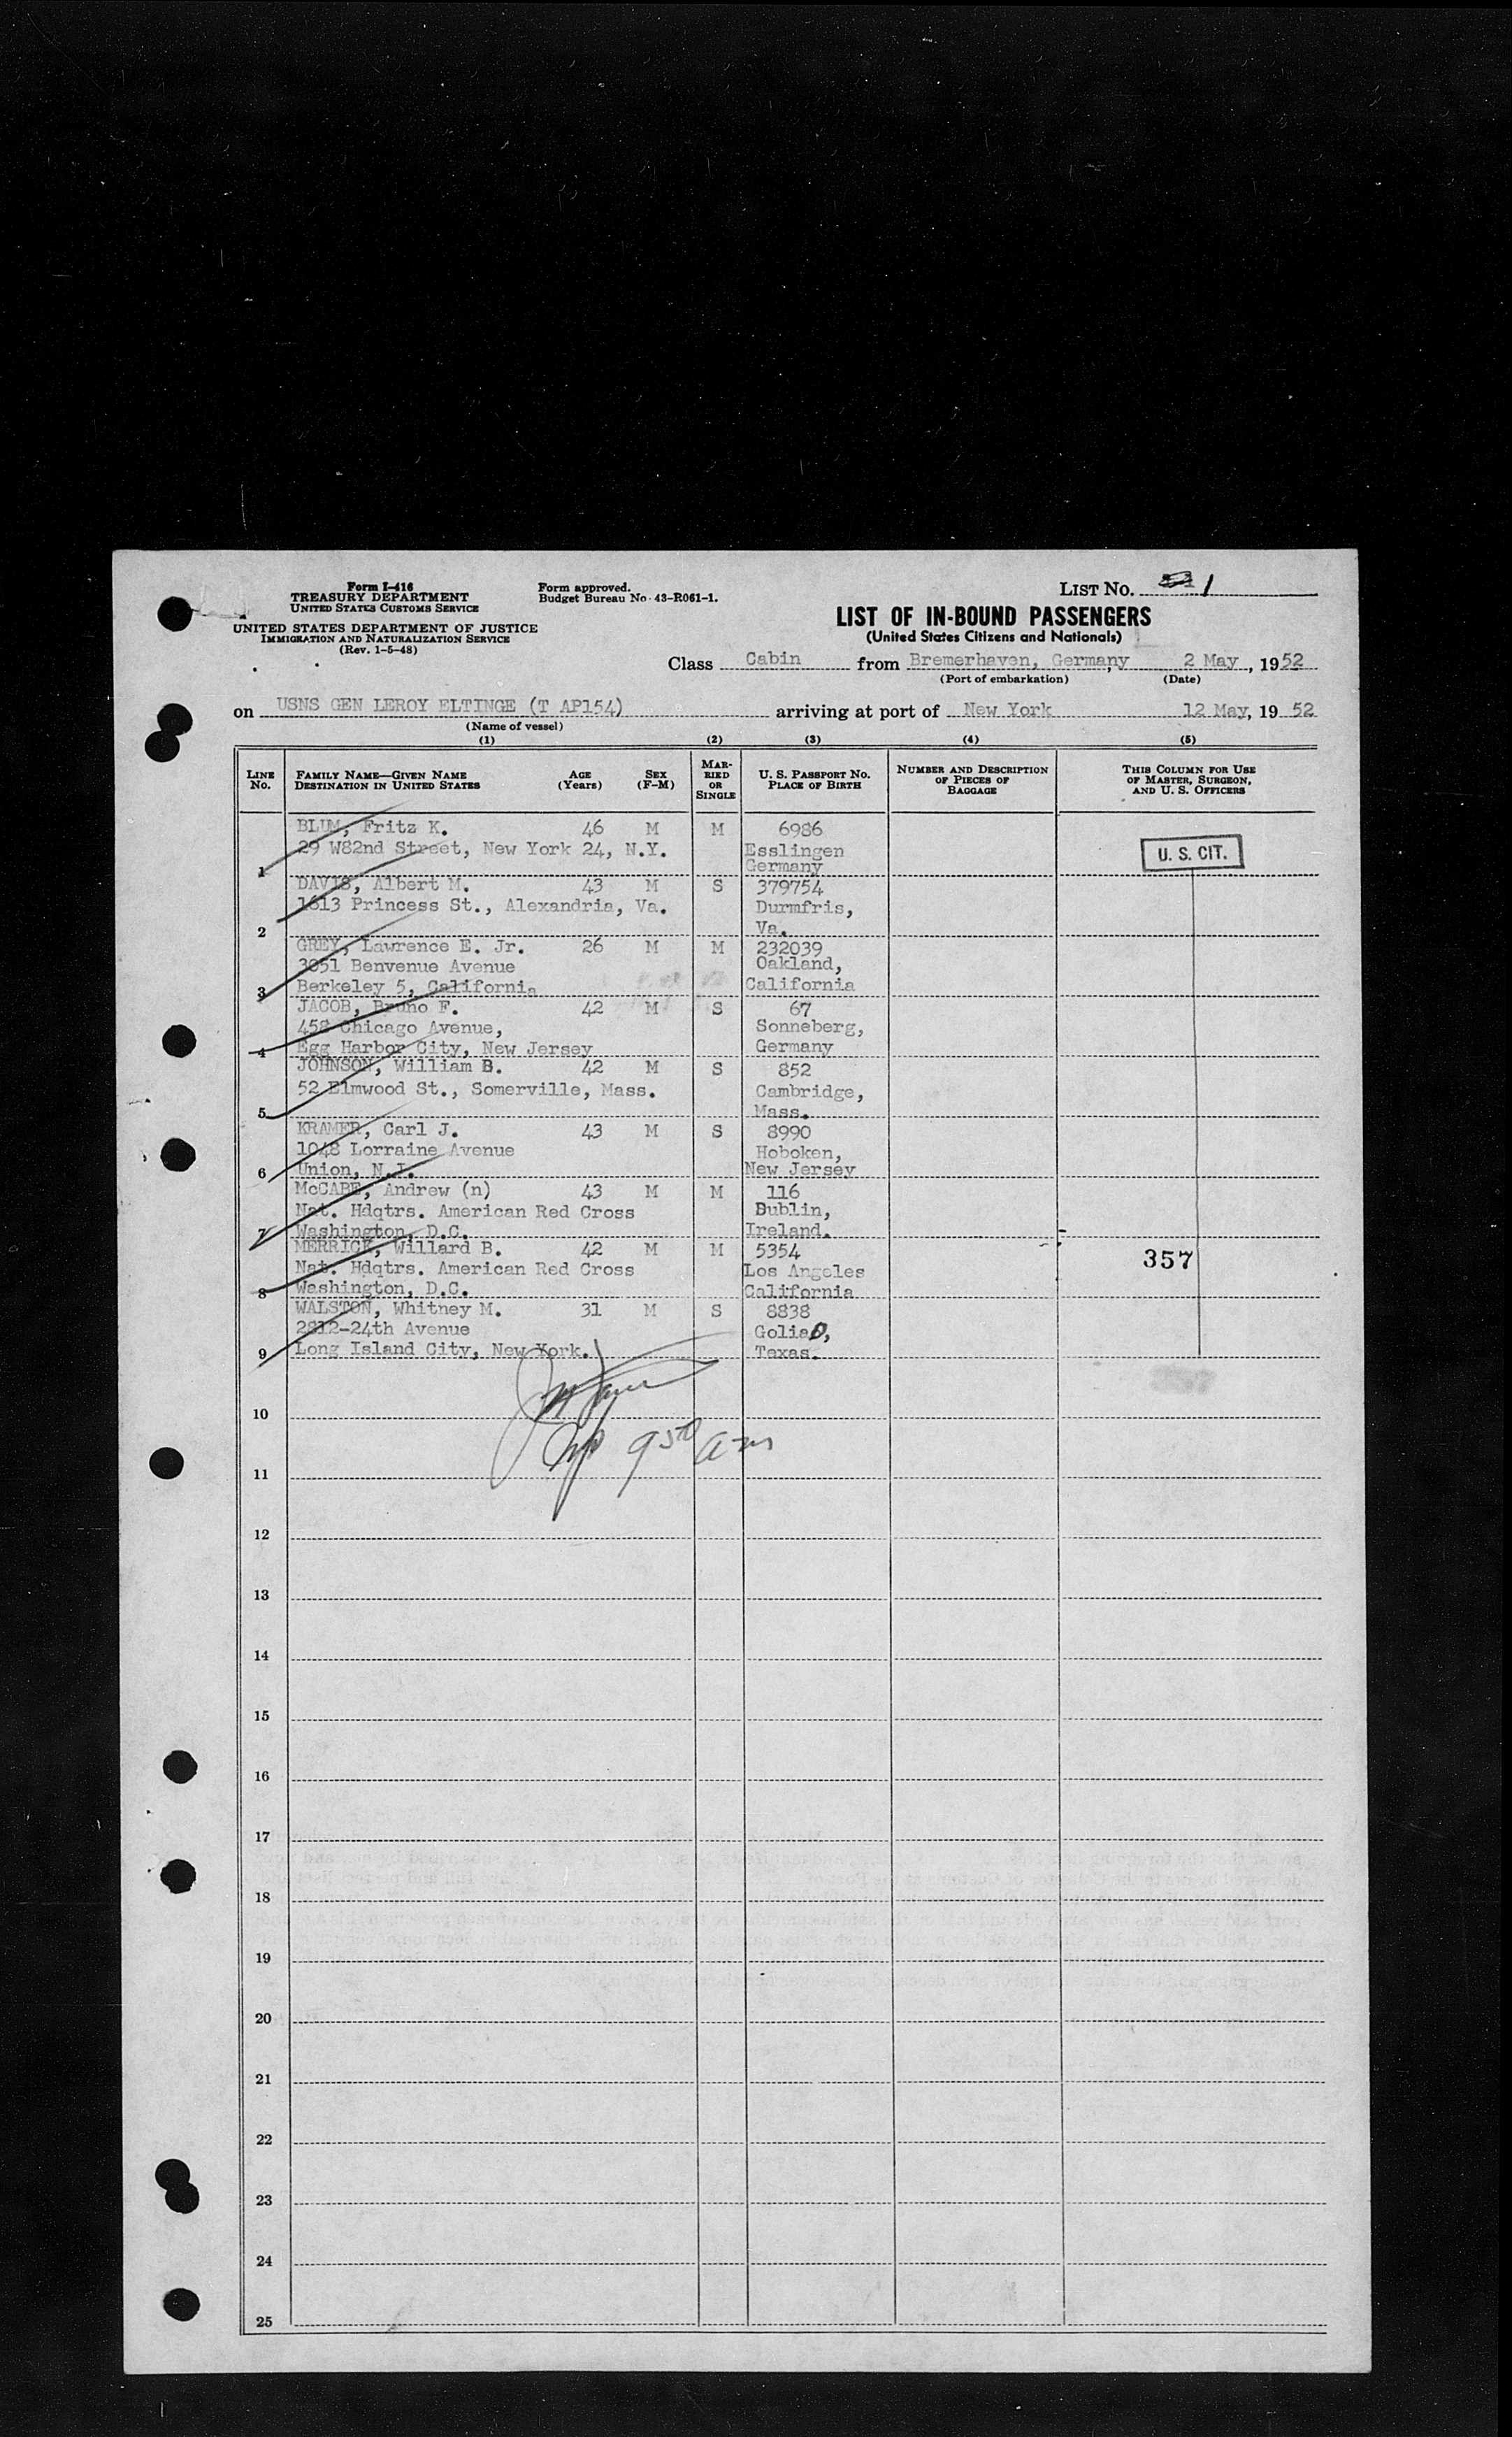 Form I-416
TREASURY DEPARTMENT
UNITED STATES CUSTOMS SERVICE
UNITED STATES DEPARTMENT OF JUSTICE
IMMIGRATION AND NATURALIZATION SERVICE
(Rev. 1-5-48)
Form approved.
Budget Bureau No. 43-R061-1.
LIST No. 1
LIST OF IN-BOUND PASSENGERS
(United States Citizens and Nationals)
Class Cabin from Bremerhaven, Germany 2 May, 1952
(Port of embarkation) (Date)
on USNS GEN LEROY ELTINGE (T AP154) arriving at port of New York 12 May, 1952
(Name of vessel)
(1) (2) (3) (4) (5)
LINE No. FAMILY NAME—GIVEN NAME DESTINATION IN UNITED STATES AGE (Years) SEX (F-M) MARRIED OR SINGLE U. S. PASSPORT No. PLACE OF BIRTH NUMBER AND DESCRIPTION OF PIECES OF BAGGAGE THIS COLUMN FOR USE OF MASTER, SURGEON, AND U. S. OFFICERS
BLUM, Fritz K. 46 M M 6986
29 W82nd Street, New York 24, N.Y. Esslingen U. S. CIT.
1 Germany
DAVIS, Albert M. 43 M S 379754
1613 Princess St., Alexandria, Va. Durmfris,
2 Va.
GREY, Lawrence E. Jr. 26 M M 232039
3051 Benvenue Avenue Oakland,
3 Berkeley 5, California California
JACOB, Bruno F. 42 M S 67
458 Chicago Avenue, Sonneberg,
4 Egg Harbor City, New Jersey Germany
JOHNSON, William B. 42 M S 852
52 Elmwood St., Somerville, Mass. Cambridge,
5 Mass.
KRAMER, Carl J. 43 M S 8990
1048 Lorraine Avenue Hoboken,
6 Union, N.J. New Jersey
McCABE, Andrew (n) 43 M M 116
Nat. Hdqtrs. American Red Cross Dublin,
7 Washington, D.C. Ireland.
MERRICK, Willard B. 42 M M 5354 357
Nat. Hdqtrs. American Red Cross Los Angeles
8 Washington, D.C. California
WALSTON, Whitney M. 31 M S 8838
2812-24th Avenue Goliad,
9 Long Island City, New York. Texas.
10
9 50 am
11
12
13
14
15
16
17
18
19
20
21
22
23
24
25